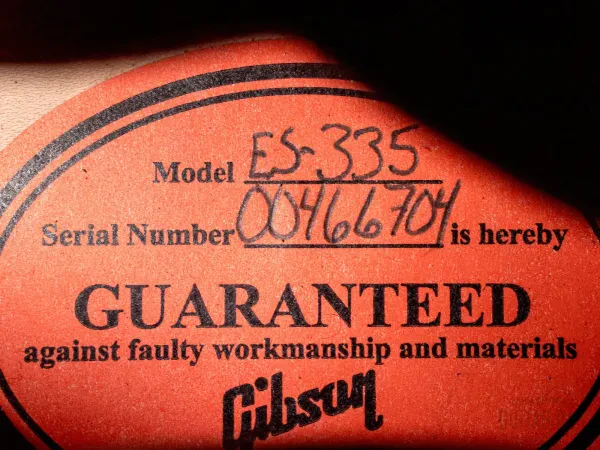 Model ES-335
Serial Number 00466704 is hereby
GUARANTEED
against faulty workmanship and materials
Gibson